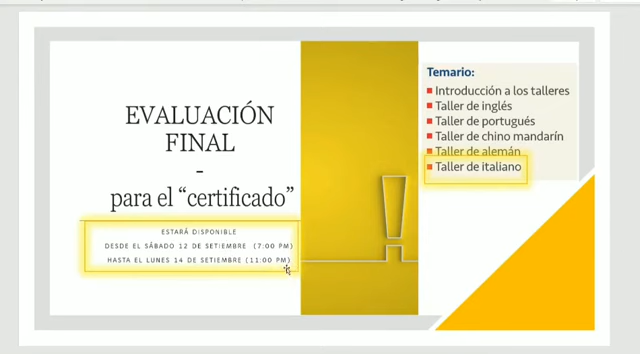 EVALUACIÓN
FINAL
-
para el “certificado”
ESTARÁ DISPONIBLE
DESDE EL SÁBADO 12 DE SETIEMBRE (7:00 PM)
HASTA EL LUNES 14 DE SETIEMBRE (11:00 PM)
Temario:
Introducción a los talleres
Taller de inglés
Taller de portugués
Taller de chino mandarín
Taller de alemán
Taller de italiano